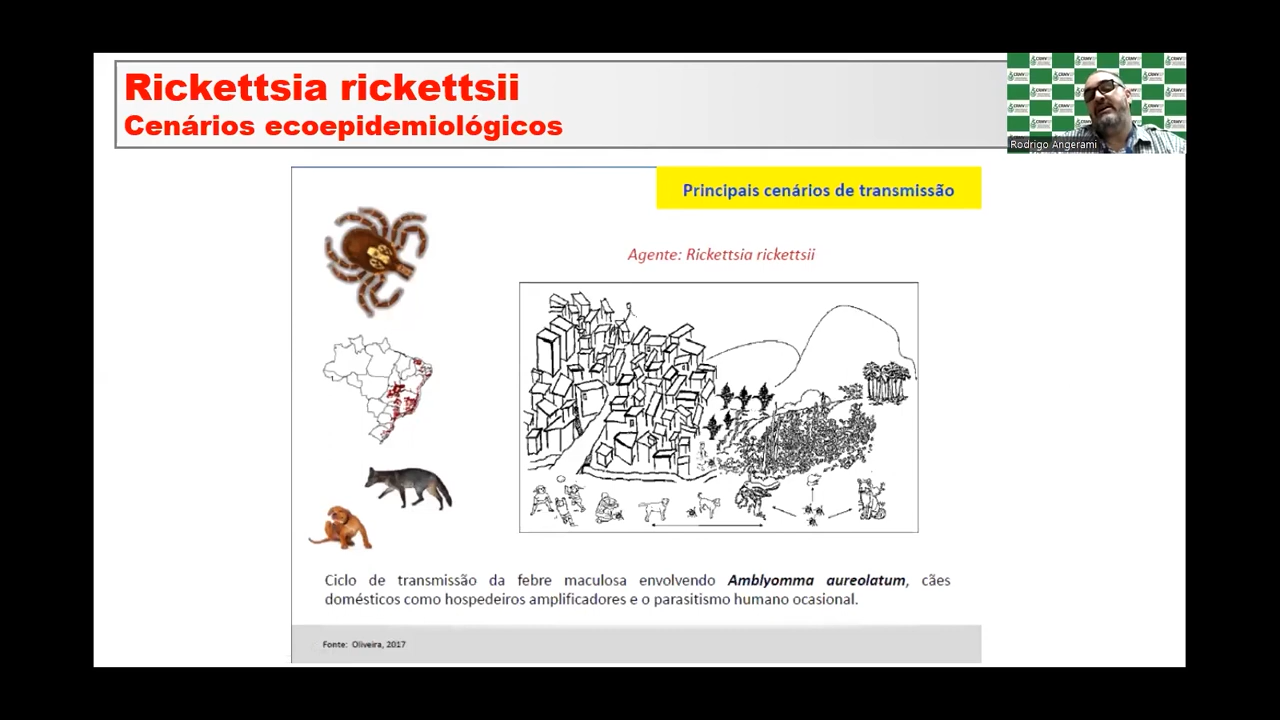 Rickettsia rickettsii
Cenários ecoepidemiológicos
Rodrigo Angerami
Principais cenários de transmissão
Agente: Rickettsia rickettsii
Ciclo de transmissão da febre maculosa envolvendo Amblyomma aureolatum, cães
domésticos como hospedeiros amplificadores e o parasitismo humano ocasional.
Fonte: Oliveira, 2017